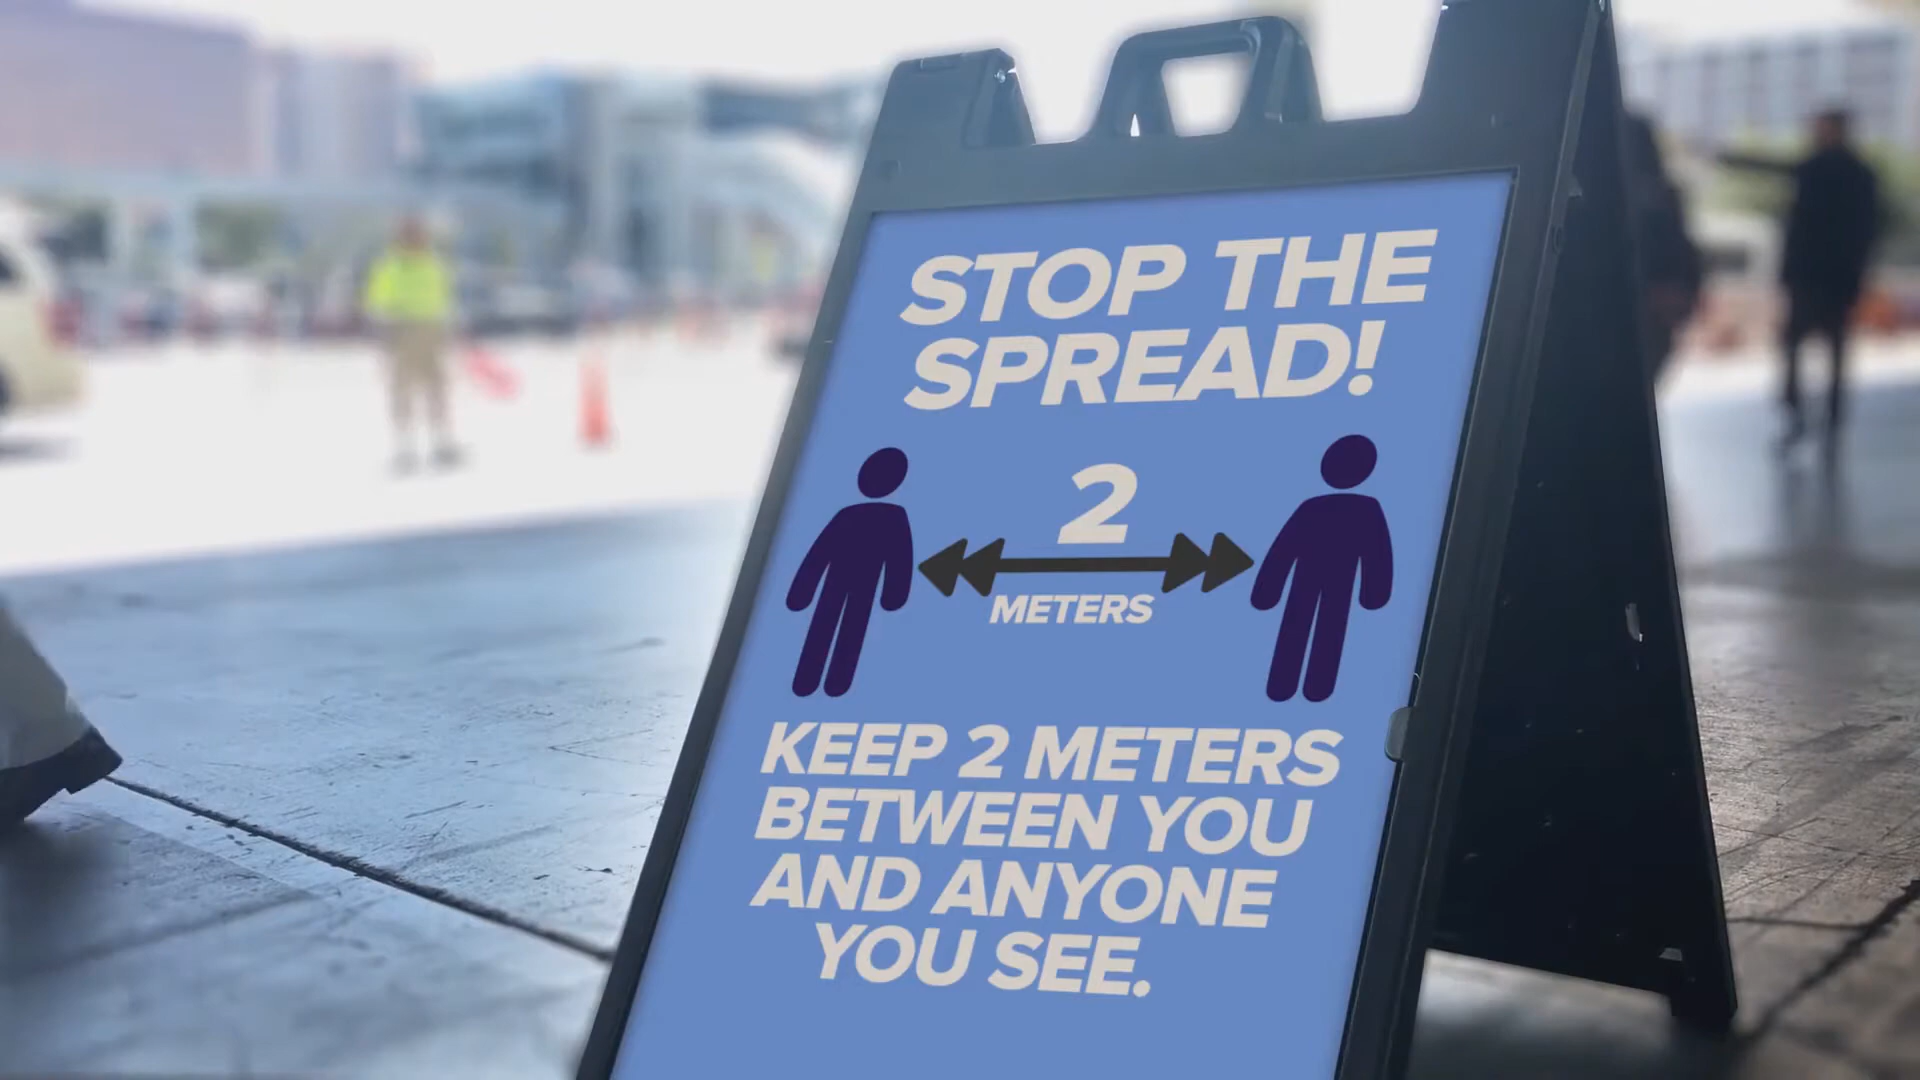 STOP THE
SPREAD!
2
METERS
KEEP 2 METERS
BETWEEN YOU
AND ANYONE
YOU SEE.